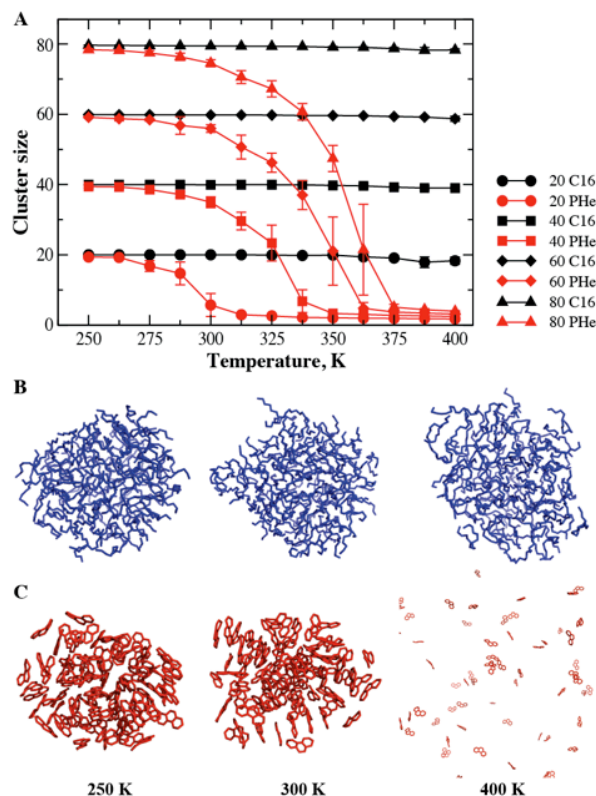 A
80
60
40
20
0
Cluster size
250 275 300 325 350 375 400
Temperature, K
20 C16
20 PHe
40 C16
40 PHe
60 C16
60 PHe
80 C16
80 PHe
B
C
250 K 300 K 400 K